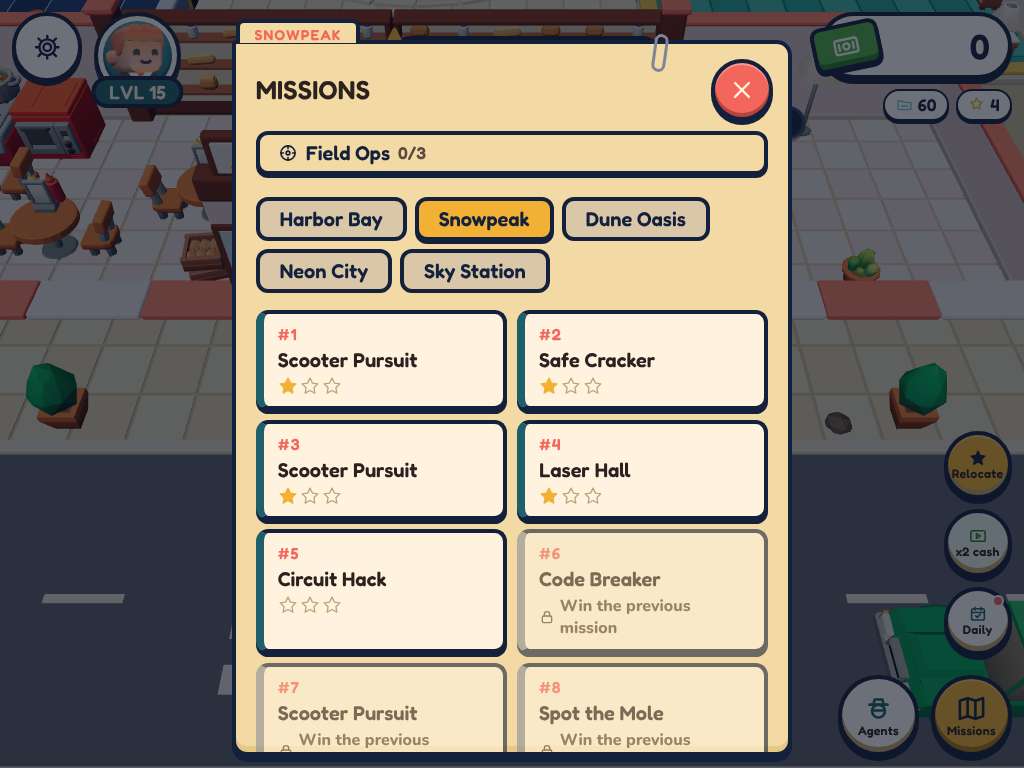 SNOWPEAK
LVL 15
0
60
4
MISSIONS
Field Ops 0/3
Harbor Bay
Snowpeak
Dune Oasis
Neon City
Sky Station
#1
Scooter Pursuit
#2
Safe Cracker
#3
Scooter Pursuit
#4
Laser Hall
#5
Circuit Hack
#6
Code Breaker
Win the previous
mission
#7
Scooter Pursuit
Win the previous
#8
Spot the Mole
Win the previous
Relocate
x2 cash
Daily
Agents
Missions